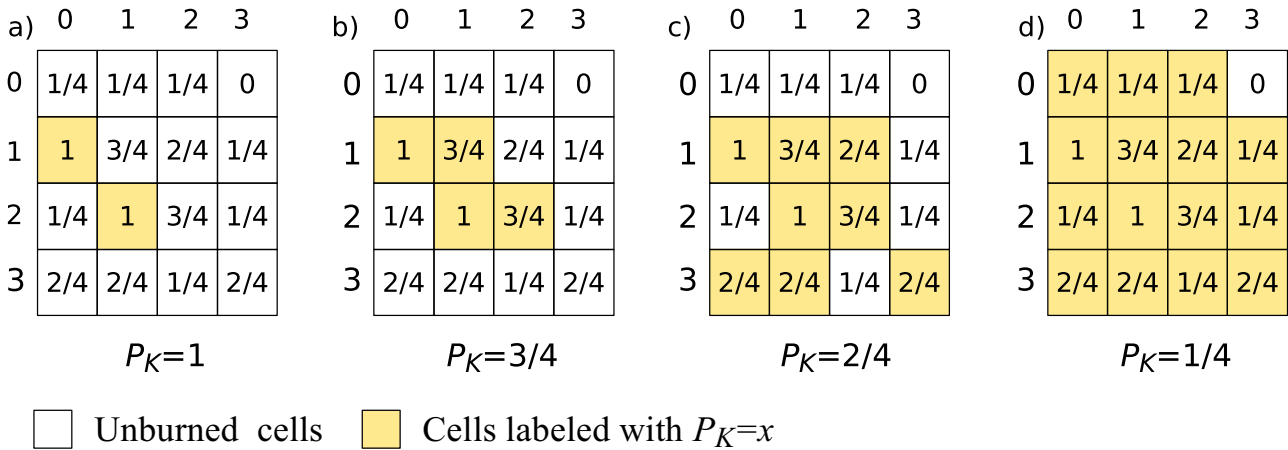 a) 0 1 2 3 b) 0 1 2 3 c) 0 1 2 3 d) 0 1 2 3
0 1/4 1/4 1/4 0 0 1/4 1/4 1/4 0 0 1/4 1/4 1/4 0 0 1/4 1/4 1/4 0
1 1 3/4 2/4 1/4 1 1 3/4 2/4 1/4 1 1 3/4 2/4 1/4 1 1 3/4 2/4 1/4
2 1/4 1 3/4 1/4 2 1/4 1 3/4 1/4 2 1/4 1 3/4 1/4 2 1/4 1 3/4 1/4
3 2/4 2/4 1/4 2/4 3 2/4 2/4 1/4 2/4 3 2/4 2/4 1/4 2/4 3 2/4 2/4 1/4 2/4
P_K=1 P_K=3/4 P_K=2/4 P_K=1/4
Unburned cells Cells labeled with P_K=x